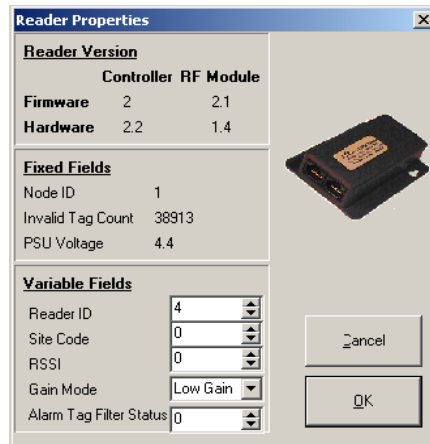 Reader Properties
Reader Version
Controller RF Module
Firmware 2 2.1
Hardware 2.2 1.4
Fixed Fields
Node ID 1
Invalid Tag Count 38913
PSU Voltage 4.4
Variable Fields
Reader ID 4
Site Code 0
RSSI 0
Gain Mode Low Gain
Alarm Tag Filter Status 0
Cancel
OK